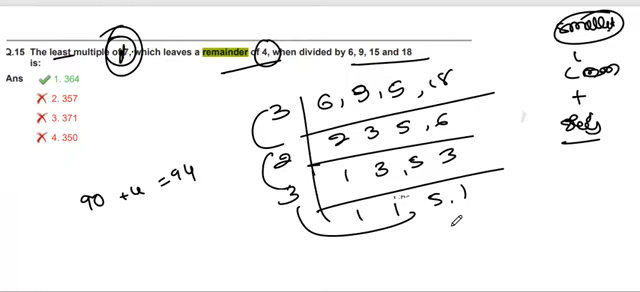 Q.15 The least multiple of 7, which leaves a remainder of 4, when divided by 6, 9, 15 and 18
is:
Ans
1. 364
2. 357
3. 371
4. 350
3 6, 9, 5, 18
2 2 3 5, 6
3 1 3, 5 3
1 1 5, 1
90 + 4 = 94
smallest
+